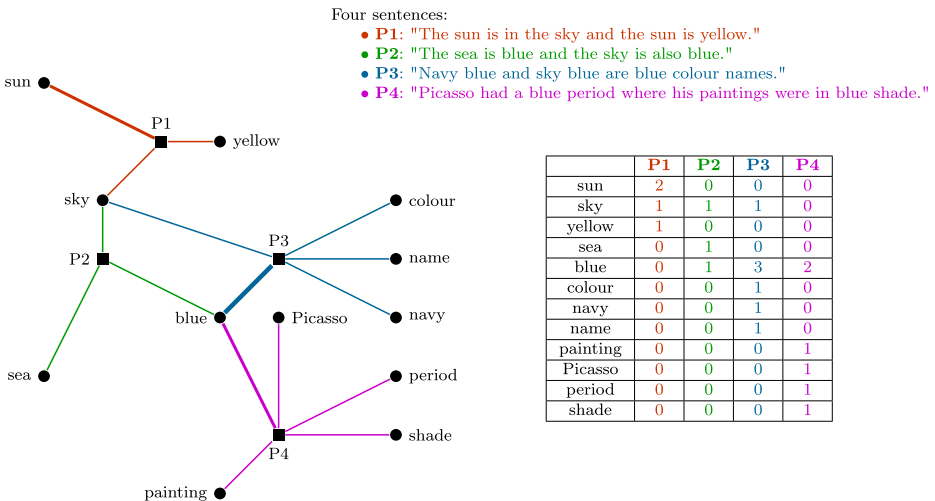 Four sentences:
• P1: "The sun is in the sky and the sun is yellow."
• P2: "The sea is blue and the sky is also blue."
• P3: "Navy blue and sky blue are blue colour names."
• P4: "Picasso had a blue period where his paintings were in blue shade."
sun
P1
yellow
sky
colour
P3
P2
name
blue
Picasso
navy
sea
period
shade
P4
painting
P1 P2 P3 P4
sun 2 0 0 0
sky 1 1 1 0
yellow 1 0 0 0
sea 0 1 0 0
blue 0 1 3 2
colour 0 0 1 0
navy 0 0 1 0
name 0 0 1 0
painting 0 0 0 1
Picasso 0 0 0 1
period 0 0 0 1
shade 0 0 0 1